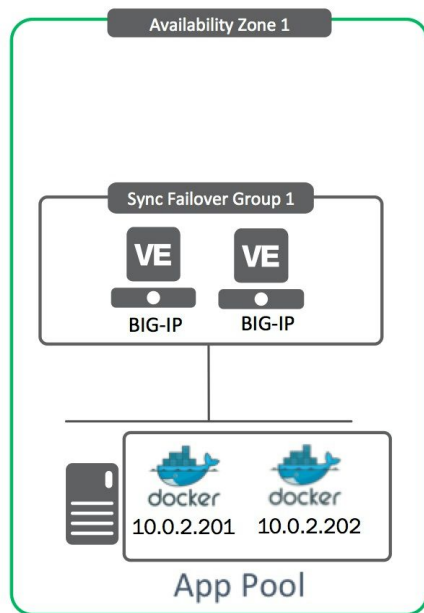 Availability Zone 1
Sync Failover Group 1
VE VE
BIG-IP BIG-IP
docker docker
10.0.2.201 10.0.2.202
App Pool